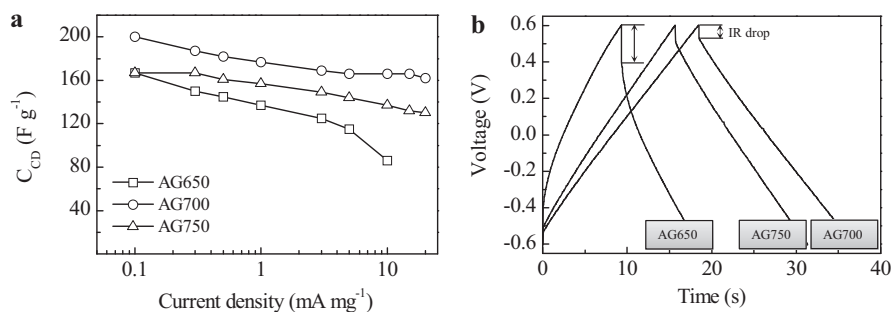 a
200
160
120
80
40
C_CD (F g⁻¹)
AG650
AG700
AG750
0.1
1
10
Current density (mA mg⁻¹)
b
0.6
0.4
0.2
0.0
-0.2
-0.4
-0.6
Voltage (V)
IR drop
AG650
AG750
AG700
0
10
20
30
40
Time (s)